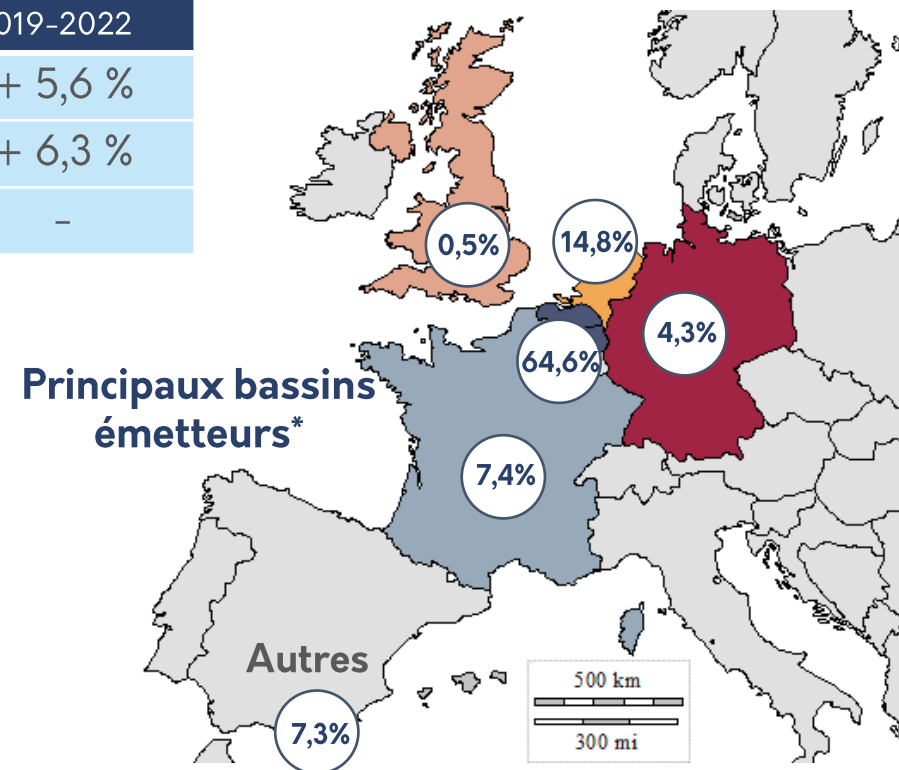 019-2022
+ 5,6 %
+ 6,3 %
-
0,5%
14,8%
4,3%
64,6%
Principaux bassins
émetteurs*
7,4%
Autres
7,3%
500 km
300 mi